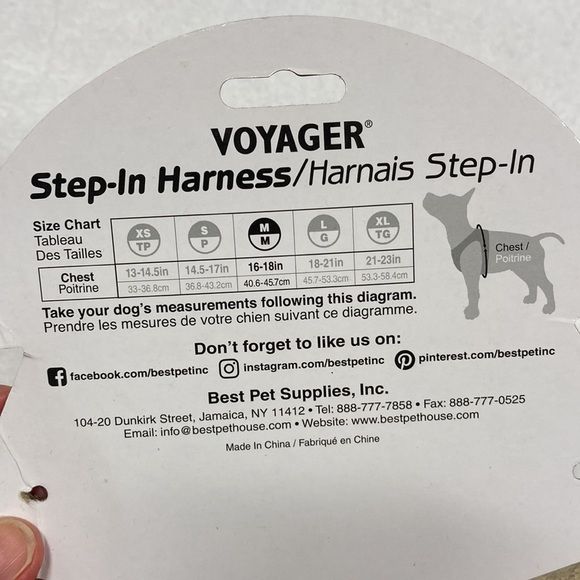 VOYAGER®
Step-In Harness/Harnais Step-In
Size Chart
Tableau
Des Tailles
XS TP
S P
M M
L G
XL TG
Chest
Poitrine
13-14.5in 14.5-17in 16-18in 18-21in 21-23in
33-36.8cm 36.8-43.2cm 40.6-45.7cm 45.7-53.3cm 53.3-58.4cm
Chest /
Poitrine
Take your dog's measurements following this diagram.
Prendre les mesures de votre chien suivant ce diagramme.
Don't forget to like us on:
facebook.com/bestpetinc instagram.com/bestpetinc pinterest.com/bestpetinc
Best Pet Supplies, Inc.
104-20 Dunkirk Street, Jamaica, NY 11412 • Tel: 888-777-7858 • Fax: 888-777-0525
Email: info@bestpethouse.com • Website: www.bestpethouse.com
Made In China / Fabriqué en Chine